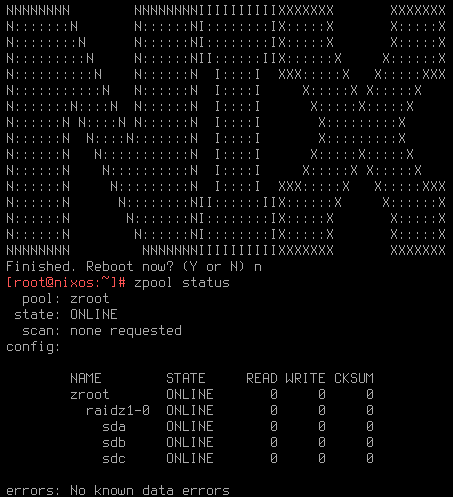 NNNNNNNN        NNNNNNNNIIIIIIIIIIXXXXXXX       XXXXXXX
N:::::::N       N::::::NI::::::::IX:::::X       X:::::X
N::::::::N      N::::::NI::::::::IX:::::X       X:::::X
N:::::::::N     N::::::NII::::::IIX::::::X     X::::::X
N::::::::::N    N::::::N  I::::I  XXX:::::X   X:::::XXX
N:::::::::::N   N::::::N  I::::I     X:::::X X:::::X
N:::::::N::::N  N::::::N  I::::I      X:::::X:::::X
N::::::N N::::N N::::::N  I::::I       X:::::::::X
N::::::N  N::::N:::::::N  I::::I       X:::::::::X
N::::::N   N:::::::::::N  I::::I      X:::::X:::::X
N::::::N    N::::::::::N  I::::I     X:::::X X:::::X
N::::::N     N:::::::::N  I::::I  XXX:::::X   X:::::XXX
N::::::N      N::::::::NII::::::IIX::::::X     X::::::X
N::::::N       N:::::::NI::::::::IX:::::X       X:::::X
N::::::N        N::::::NI::::::::IX:::::X       X:::::X
NNNNNNNN         NNNNNNNIIIIIIIIIIXXXXXXX       XXXXXXX
Finished. Reboot now? (Y or N) n
[root@nixos:~]# zpool status
  pool: zroot
 state: ONLINE
  scan: none requested
config:

        NAME        STATE     READ WRITE CKSUM
        zroot       ONLINE       0     0     0
          raidz1-0  ONLINE       0     0     0
            sda     ONLINE       0     0     0
            sdb     ONLINE       0     0     0
            sdc     ONLINE       0     0     0

errors: No known data errors